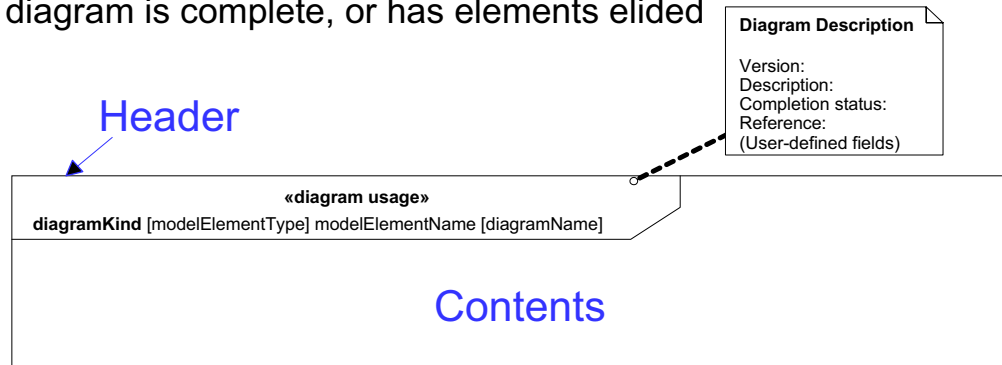 diagram is complete, or has elements elided
Diagram Description
Version:
Description:
Completion status:
Reference:
(User-defined fields)
Header
«diagram usage»
diagramKind [modelElementType] modelElementName [diagramName]
Contents